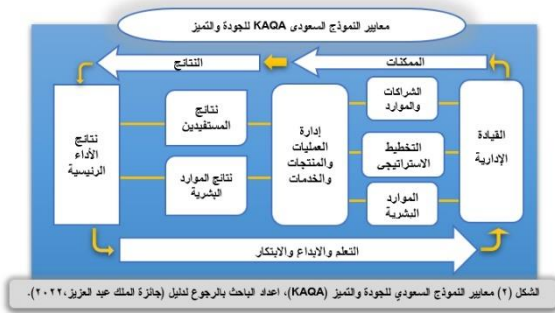 معايير النموذج السعودى KAQA للجودة والتميز
الممكنات
النتائج
القيادة
الإدارية
الشراكات
والموارد
التخطيط
الاستراتيجى
الموارد
البشرية
إدارة
العمليات
والمنتجات
والخدمات
نتائج
المستفيدين
نتائج الموارد
البشرية
نتائج
الأداء
الرئيسية
التعلم والابداع والابتكار
الشكل (٢) معايير النموذج السعودي للجودة والتميز (KAQA)، اعداد الباحث بالرجوع لدليل (جائزة الملك عبد العزيز،٢٠٢٢).